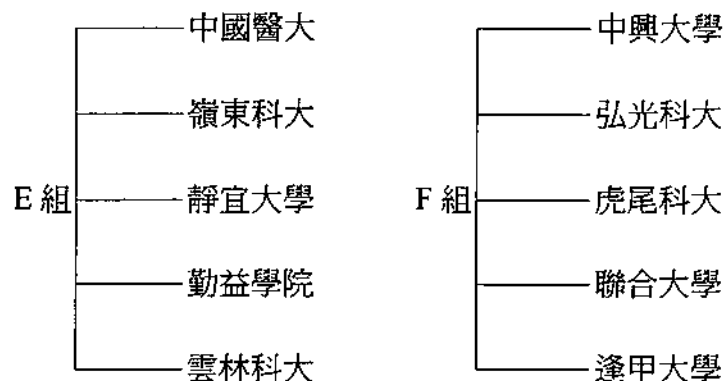 E 組
中國醫大
嶺東科大
靜宜大學
勤益學院
雲林科大
F 組
中興大學
弘光科大
虎尾科大
聯合大學
逢甲大學